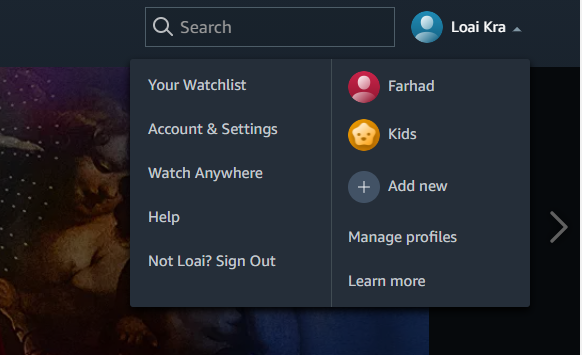 Search
Loai Kra
Your Watchlist
Account & Settings
Watch Anywhere
Help
Not Loai? Sign Out
Farhad
Kids
Add new
Manage profiles
Learn more